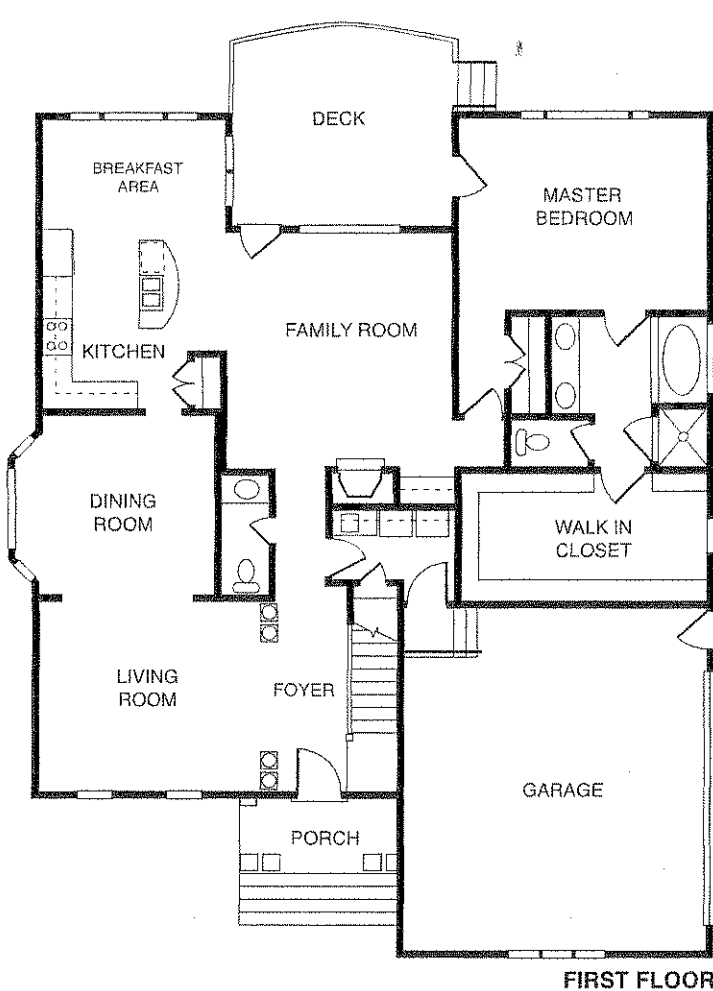 DECK
BREAKFAST
AREA
MASTER
BEDROOM
FAMILY ROOM
KITCHEN
DINING
ROOM
WALK IN
CLOSET
LIVING
ROOM
FOYER
GARAGE
PORCH
FIRST FLOOR